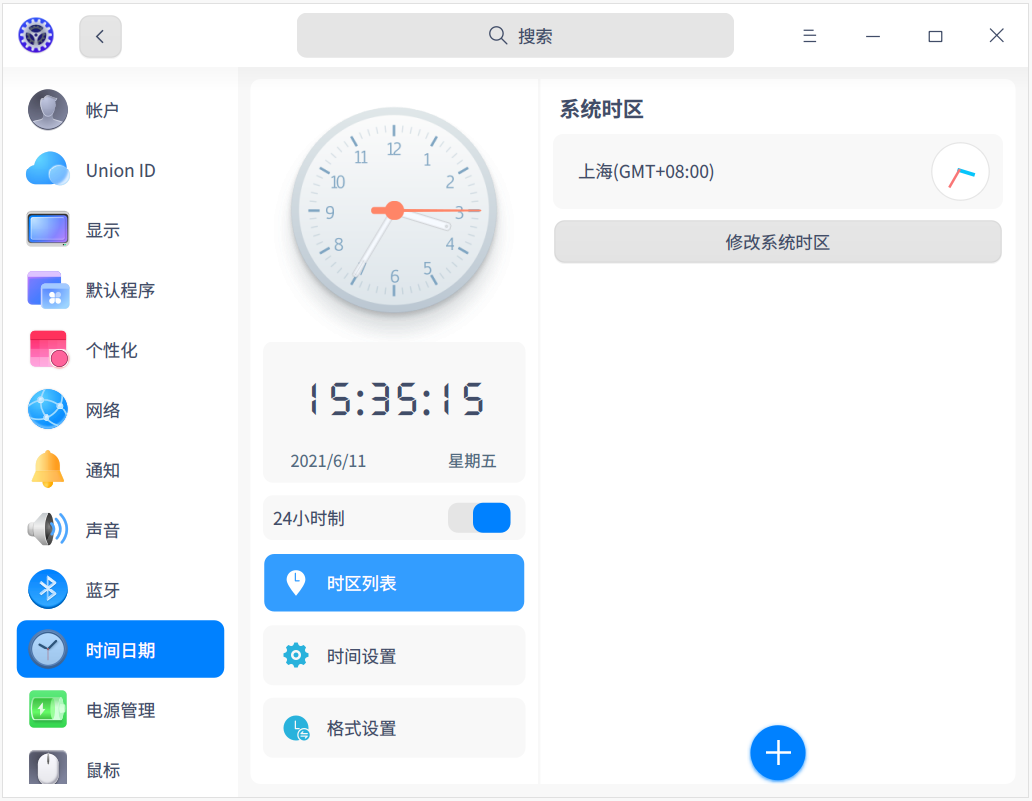 搜索
帐户
Union ID
显示
默认程序
个性化
网络
通知
声音
蓝牙
时间日期
电源管理
鼠标
12
1
2
3
4
5
6
8
9
10
11
15:35:15
2021/6/11 星期五
24小时制
时区列表
时间设置
格式设置
系统时区
上海(GMT+08:00)
修改系统时区